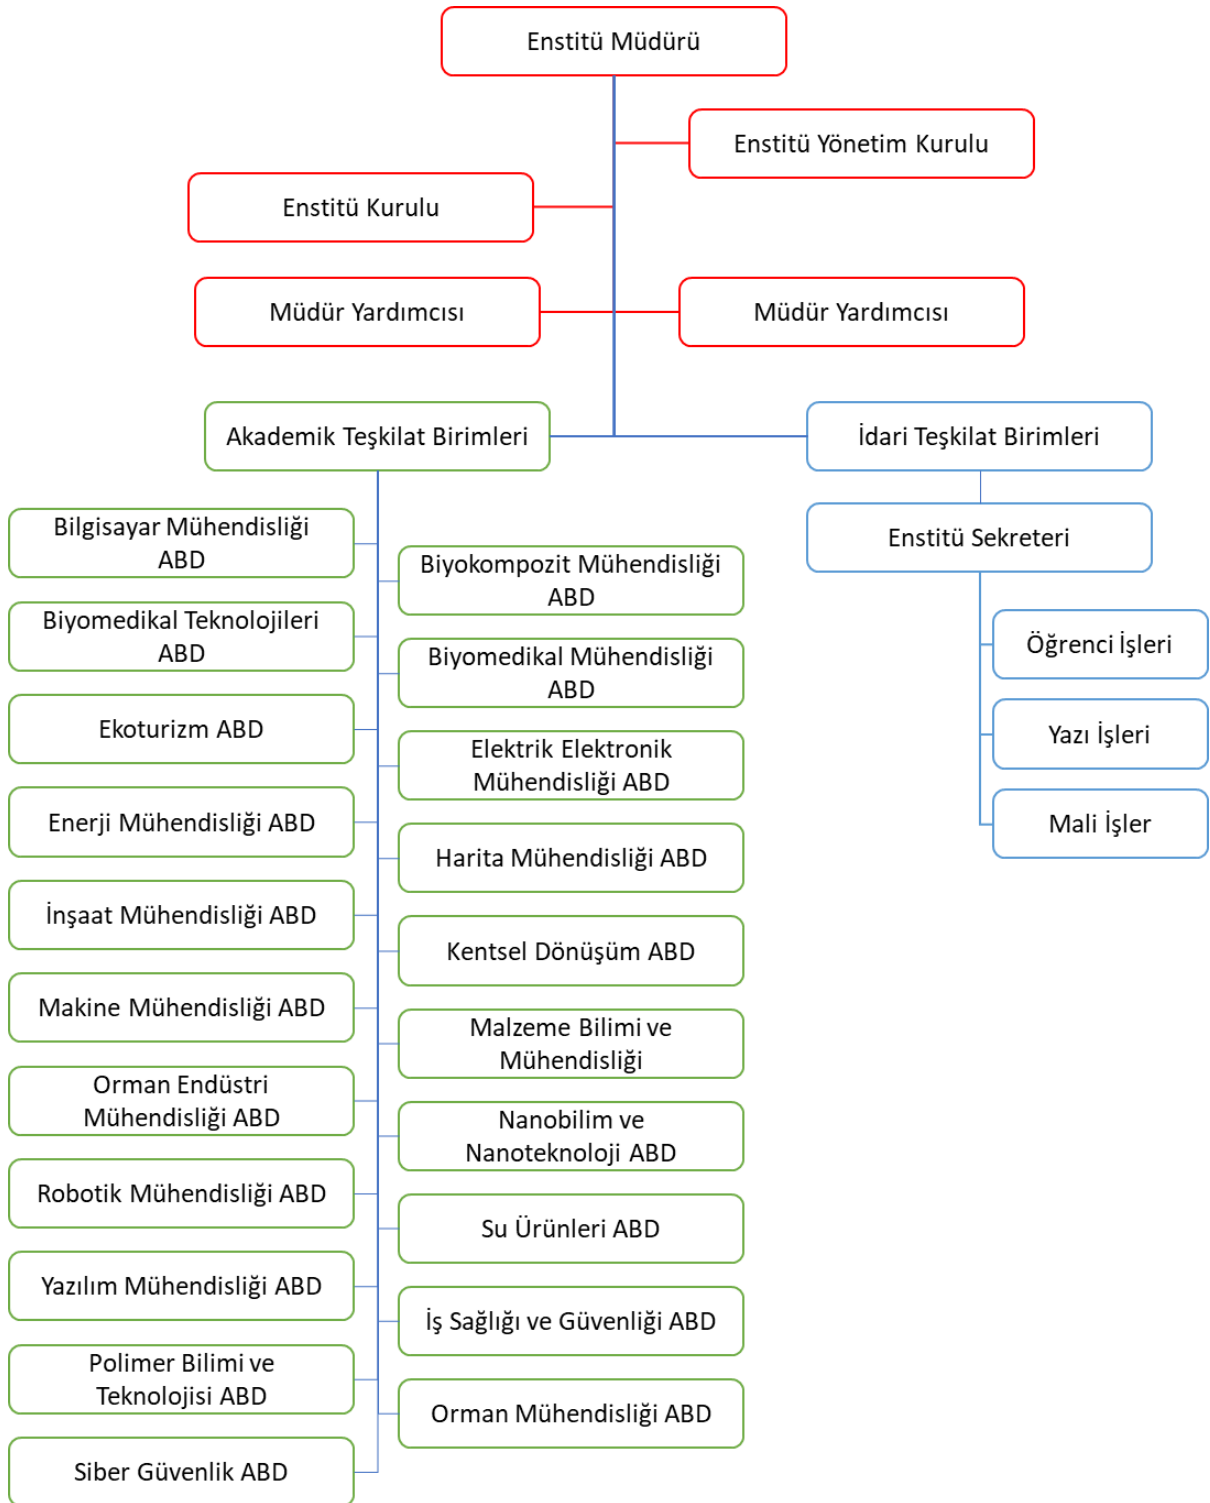 Enstitü Müdürü
Enstitü Yönetim Kurulu
Enstitü Kurulu
Müdür Yardımcısı
Müdür Yardımcısı
Akademik Teşkilat Birimleri
İdari Teşkilat Birimleri
Bilgisayar Mühendisliği
ABD
Biyomedikal Teknolojileri
ABD
Ekoturizm ABD
Enerji Mühendisliği ABD
İnşaat Mühendisliği ABD
Makine Mühendisliği ABD
Orman Endüstri
Mühendisliği ABD
Robotik Mühendisliği ABD
Yazılım Mühendisliği ABD
Polimer Bilimi ve
Teknolojisi ABD
Siber Güvenlik ABD
Biyokompozit Mühendisliği
ABD
Biyomedikal Mühendisliği
ABD
Elektrik Elektronik
Mühendisliği ABD
Harita Mühendisliği ABD
Kentsel Dönüşüm ABD
Malzeme Bilimi ve
Mühendisliği
Nanobilim ve
Nanoteknoloji ABD
Su Ürünleri ABD
İş Sağlığı ve Güvenliği ABD
Orman Mühendisliği ABD
Enstitü Sekreteri
Öğrenci İşleri
Yazı İşleri
Mali İşler